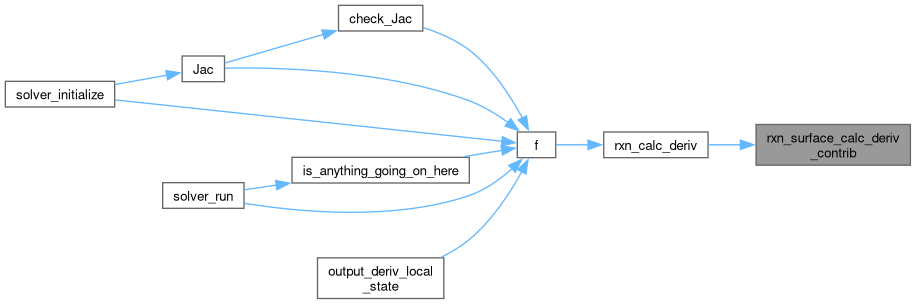 check_Jac
Jac
solver_initialize
f
rxn_calc_deriv
rxn_surface_calc_deriv
_contrib
is_anything_going_on_here
solver_run
output_deriv_local
_state